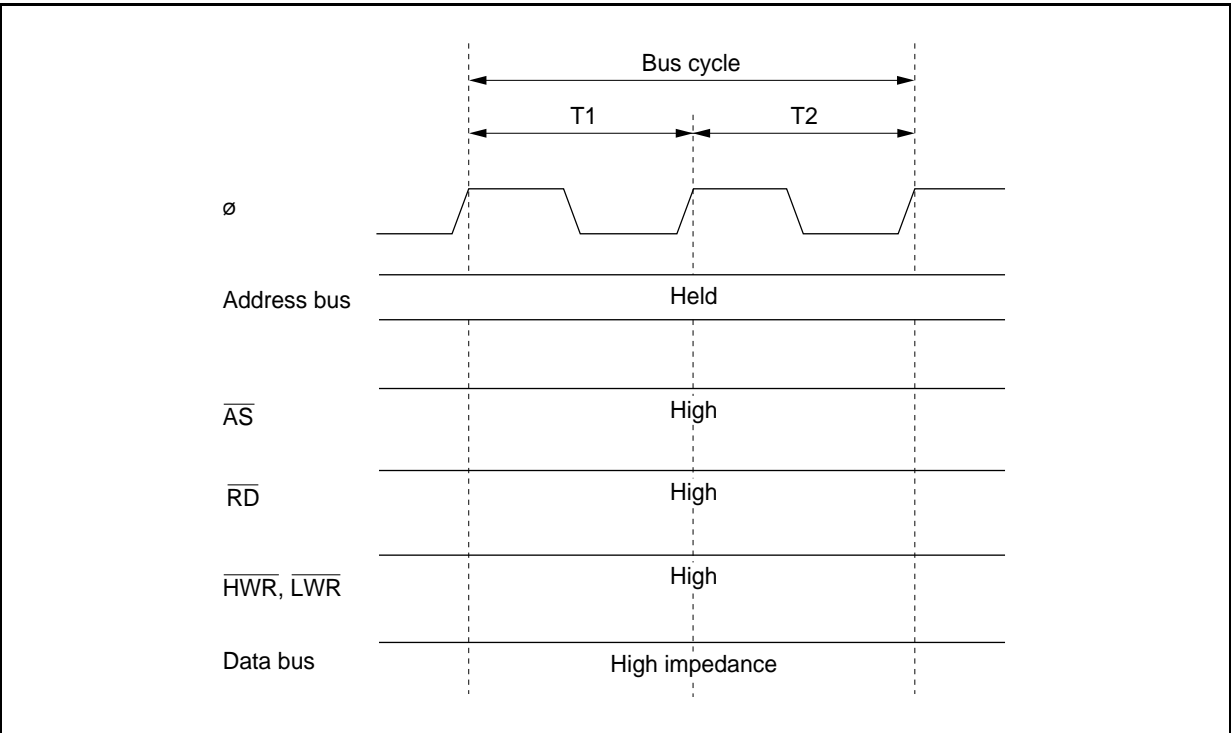 Bus cycle
T1 T2
ø
Address bus Held
AS High
RD High
HWR, LWR High
Data bus High impedance